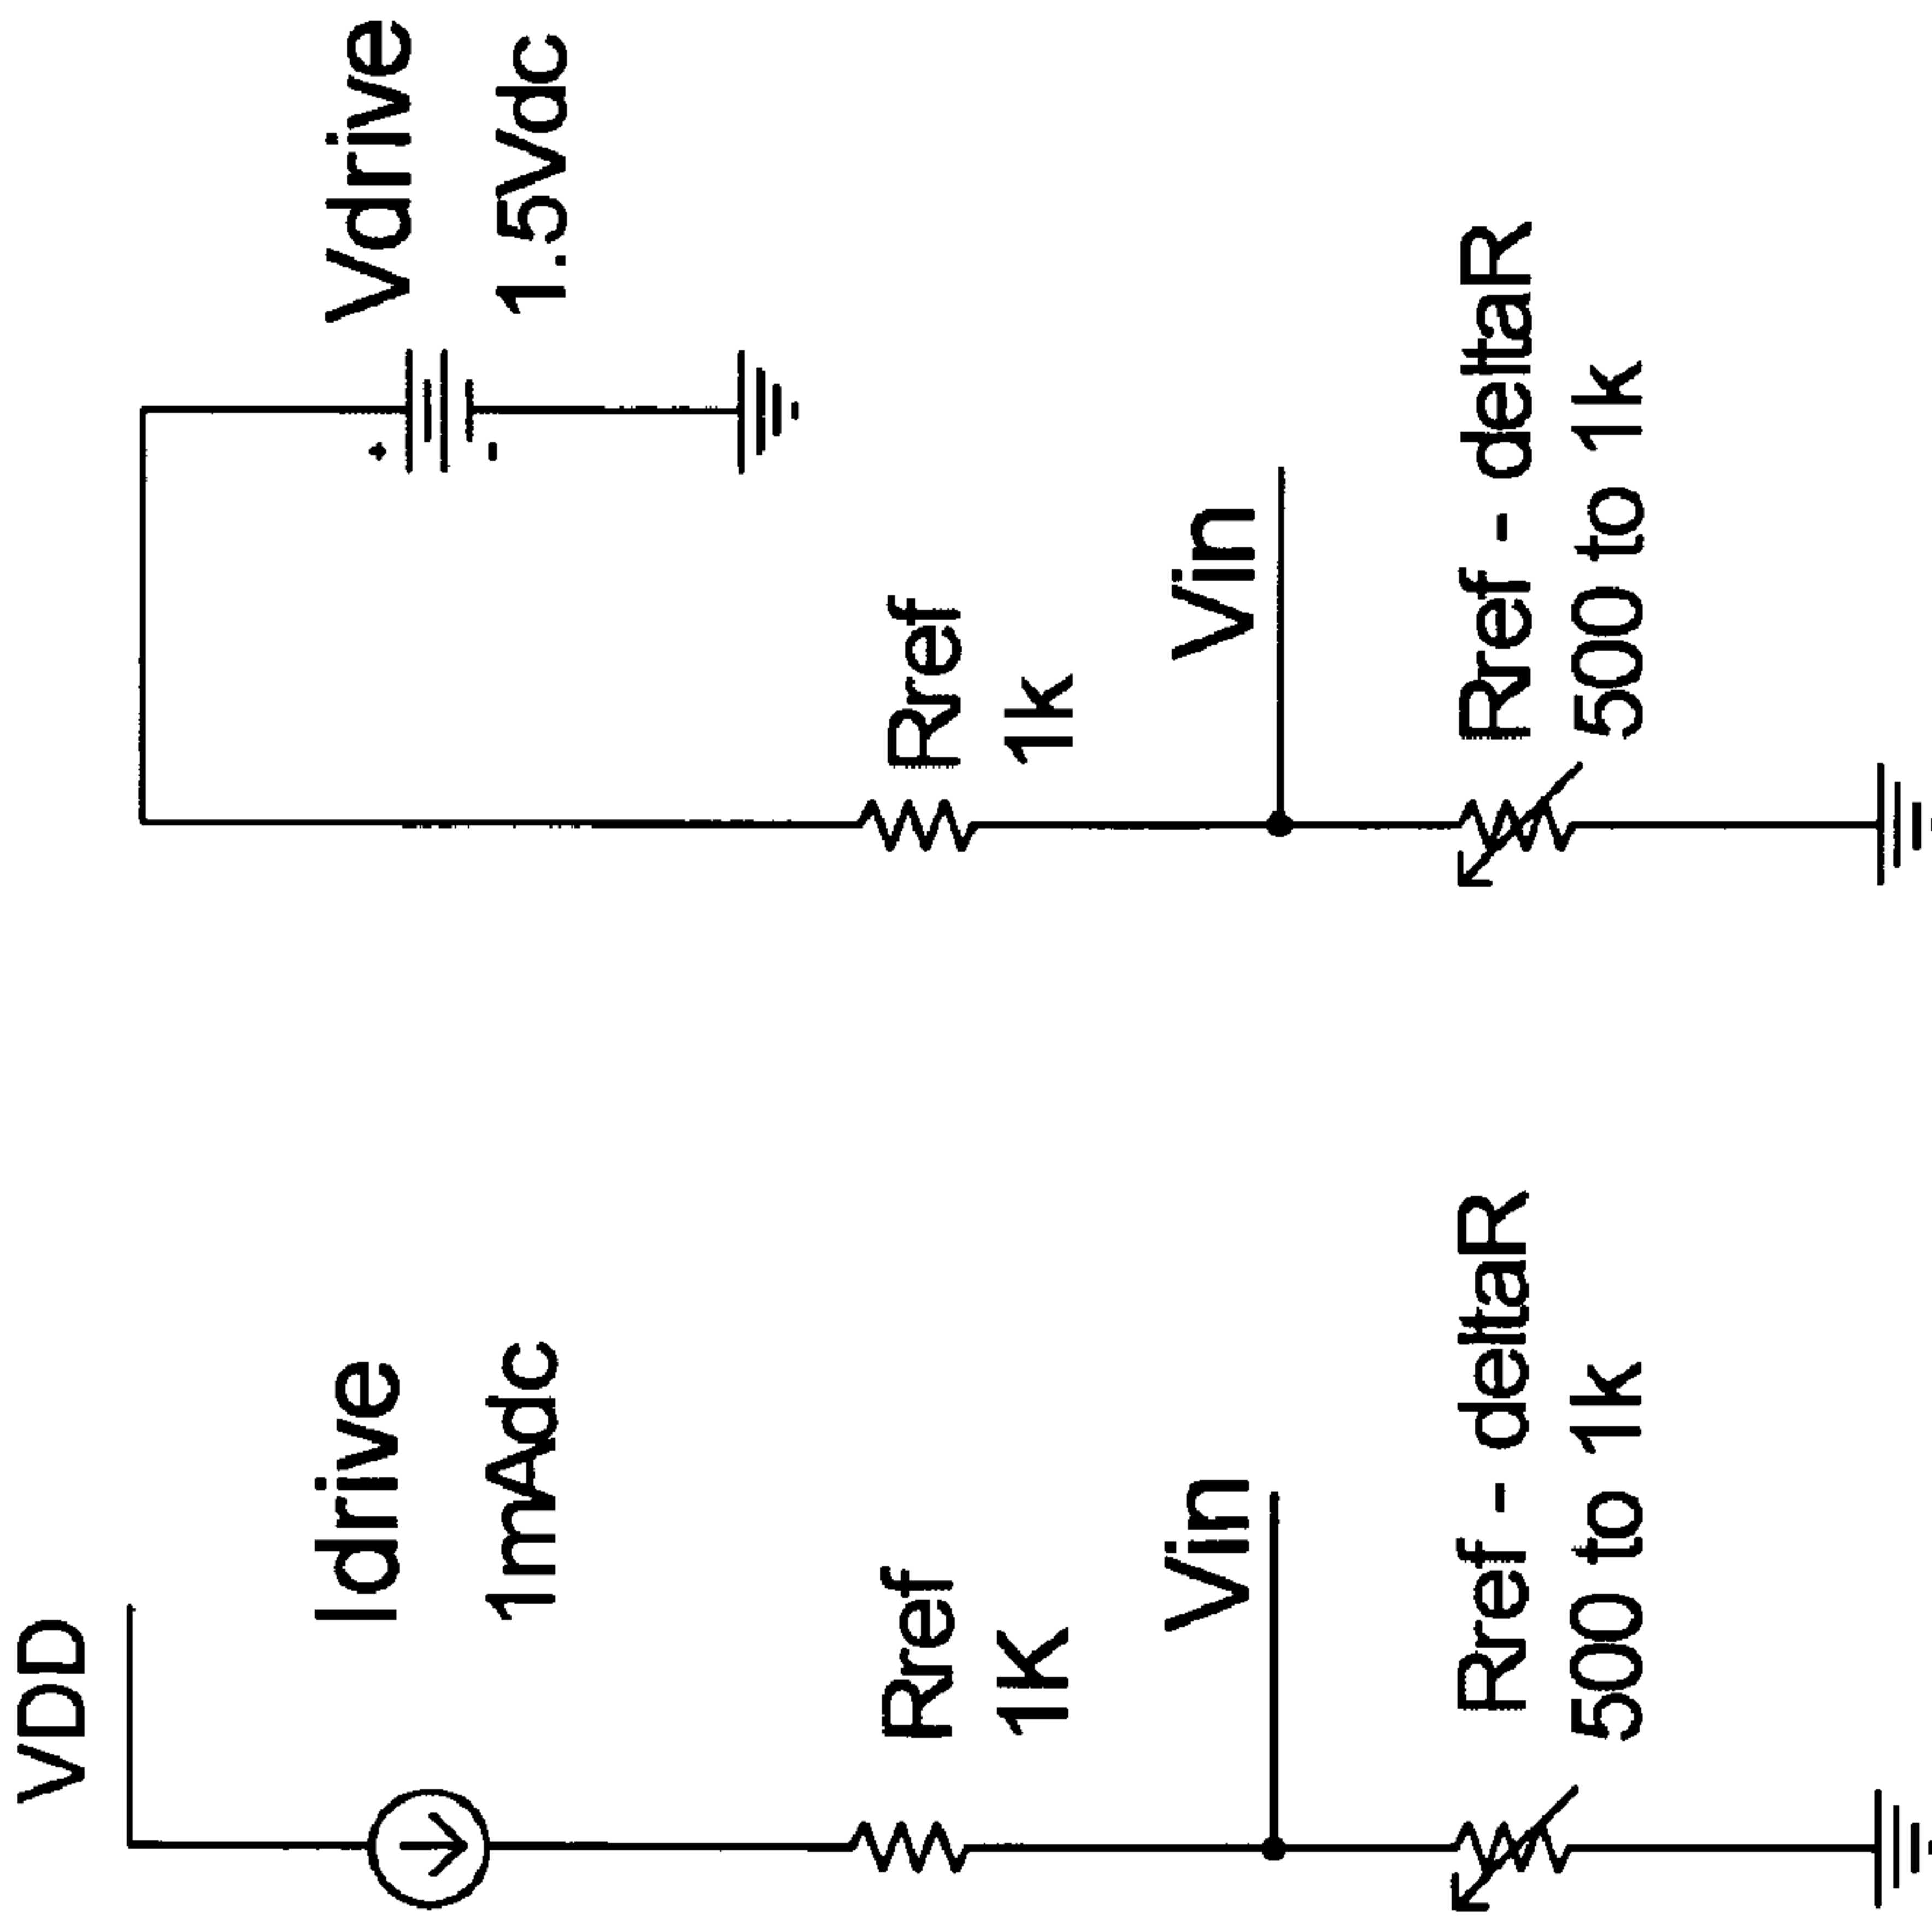 VDD
Idrive
1mAdc
Rref
1K
Vin
Rref - deltaR
500 to 1k
Vdrive
1.5Vdc
+
-
Rref
1k
Vin
Rref - deltaR
500 to 1k